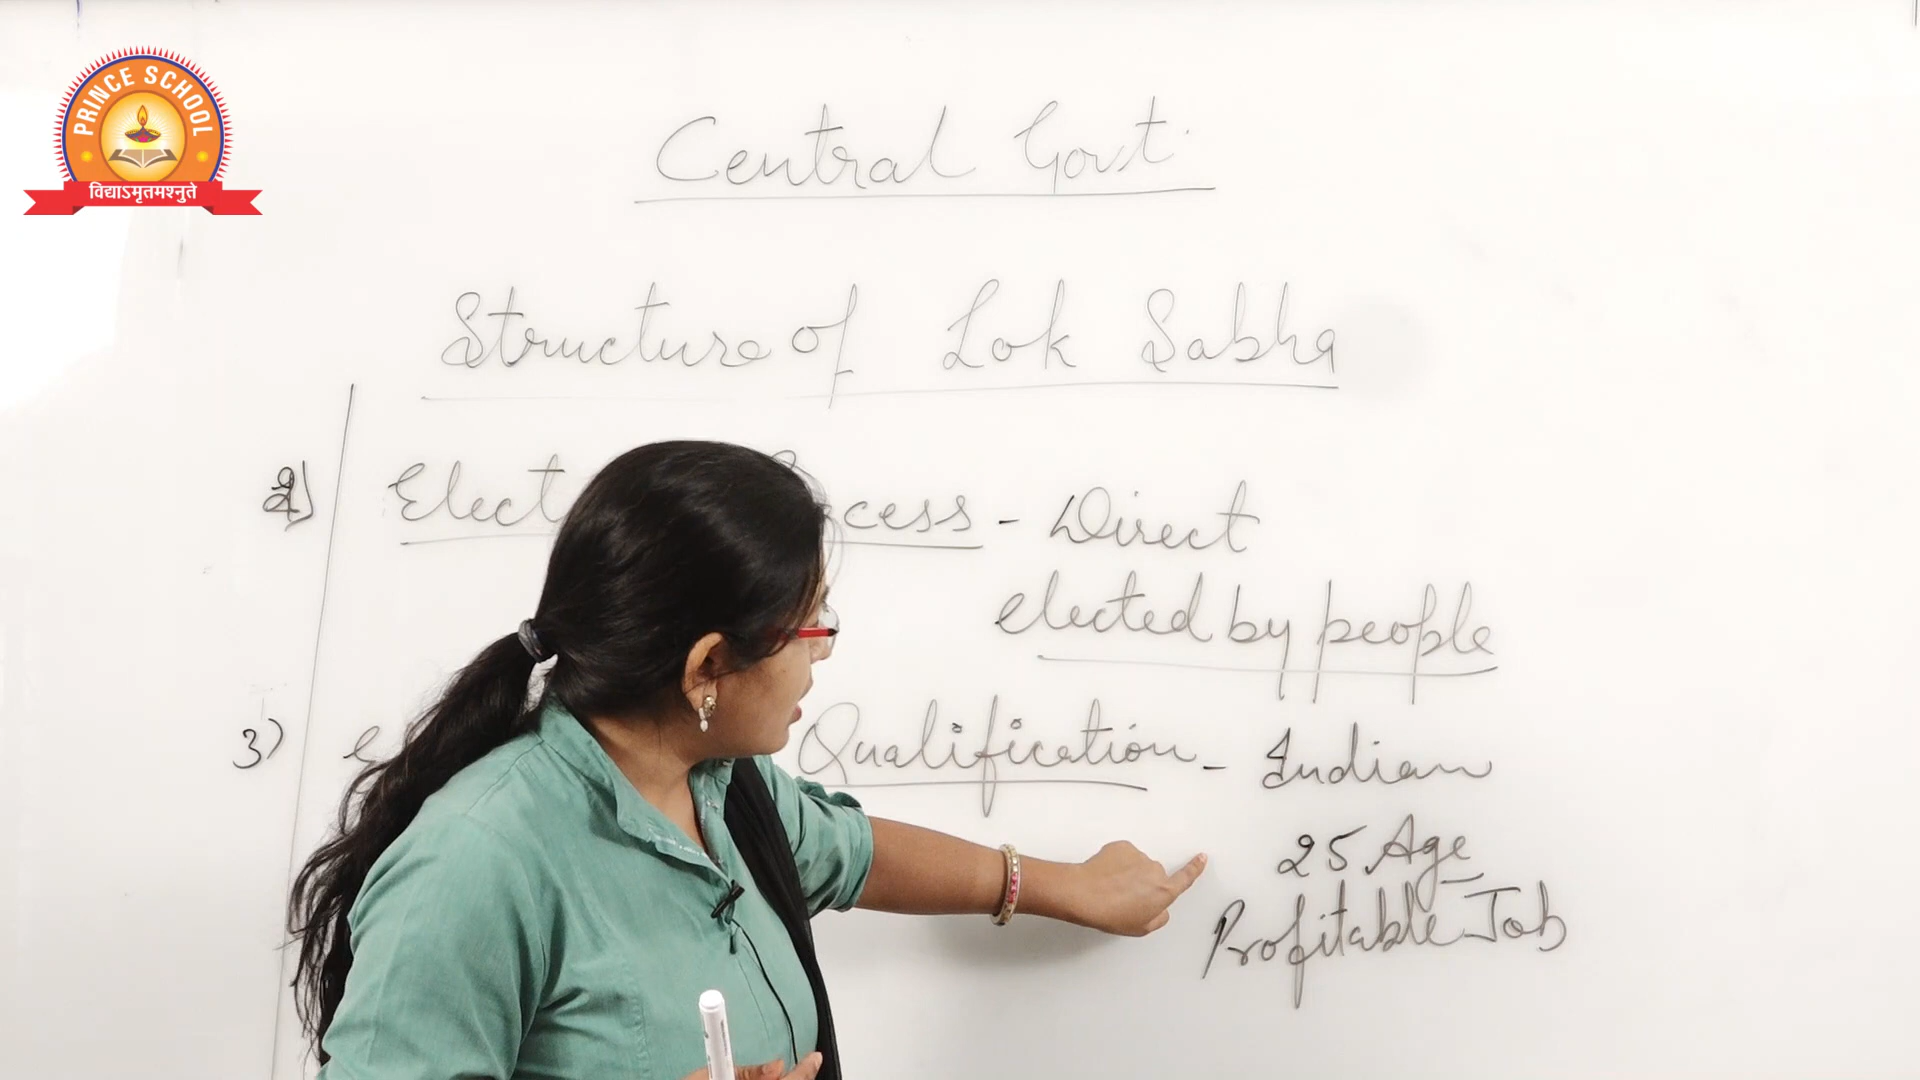 PRINCE SCHOOL
विद्याऽमृतमश्नुते
Central Govt.
Structure of Lok Sabha
2) Elect cess - Direct
elected by people
3) Qualification - Indian
25 Age
Profitable Job